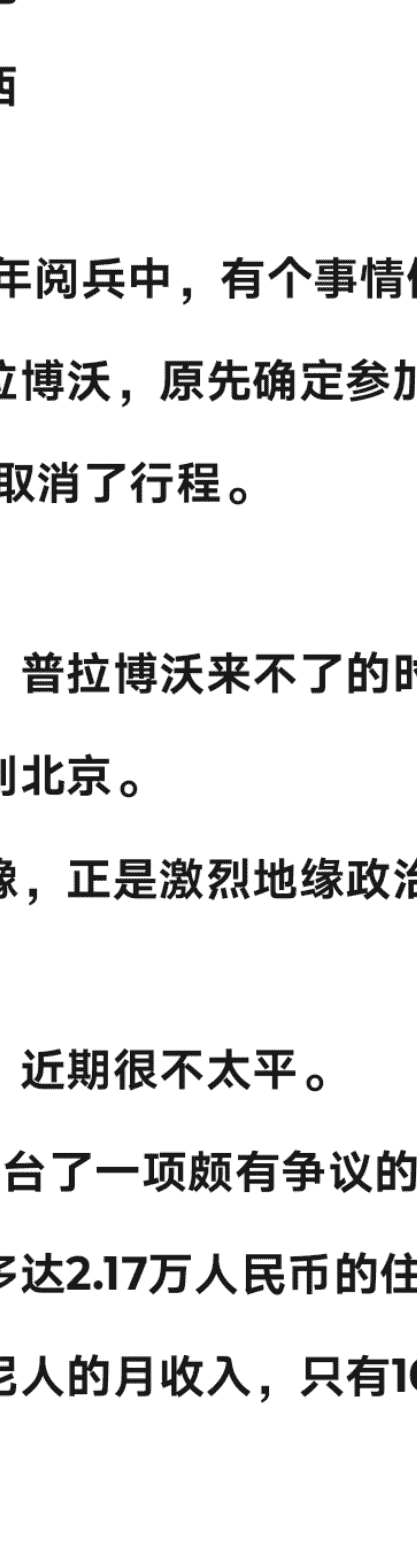 西
年阅兵中，有个事情
拉博沃，原先确定参加
取消了行程。
普拉博沃来不了的时
到北京。
像，正是激烈地缘政治
近期很不太平。
台了一项颇有争议的
多达2.17万人民币的住
尼人的月收入，只有1